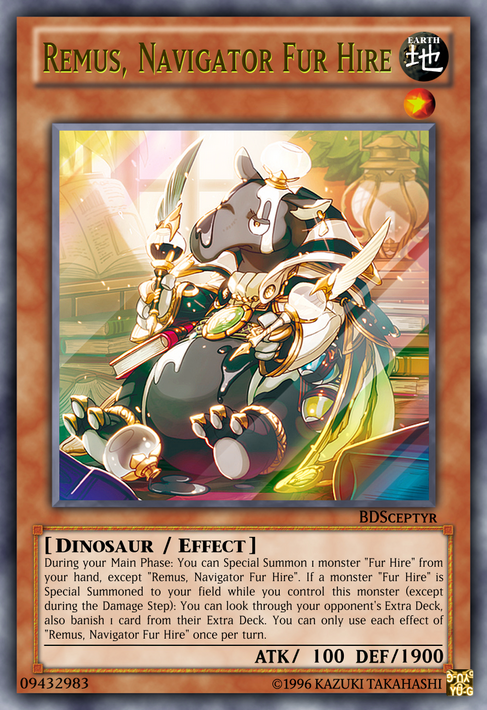 Remus, Navigator Fur Hire
EARTH
地
BDSceptyr
[ Dinosaur / Effect ]
During your Main Phase: You can Special Summon 1 monster "Fur Hire" from
your hand, except "Remus, Navigator Fur Hire". If a monster "Fur Hire" is
Special Summoned to your field while you control this monster (except
during the Damage Step): You can look through your opponent's Extra Deck,
also banish 1 card from their Extra Deck. You can only use each effect of
"Remus, Navigator Fur Hire" once per turn.
ATK/ 100 DEF/1900
09432983
©1996 KAZUKI TAKAHASHI